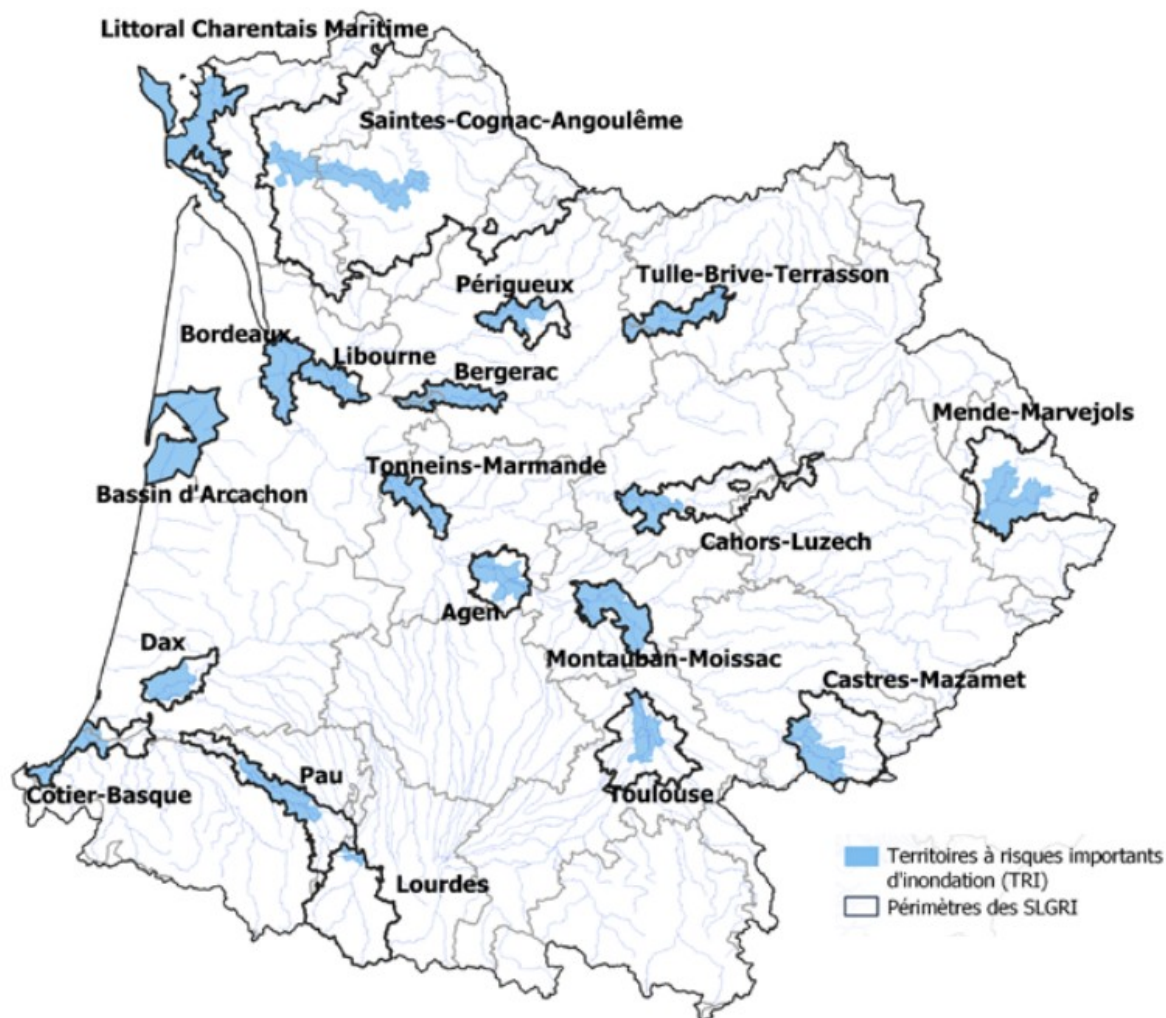 Littoral Charentais Maritime
Saintes-Cognac-Angoulême
Périgueux
Tulle-Brive-Terrasson
Bordeaux
Libourne
Bergerac
Mende-Marvejols
Tonneins-Marmande
Bassin d'Arcachon
Cahors-Luzech
Agen
Dax
Montauban-Moissac
Castres-Mazamet
Pau
Cotier-Basque
Toulouse
Lourdes
Territoires à risques importants
d'inondation (TRI)
Périmètres des SLGRI